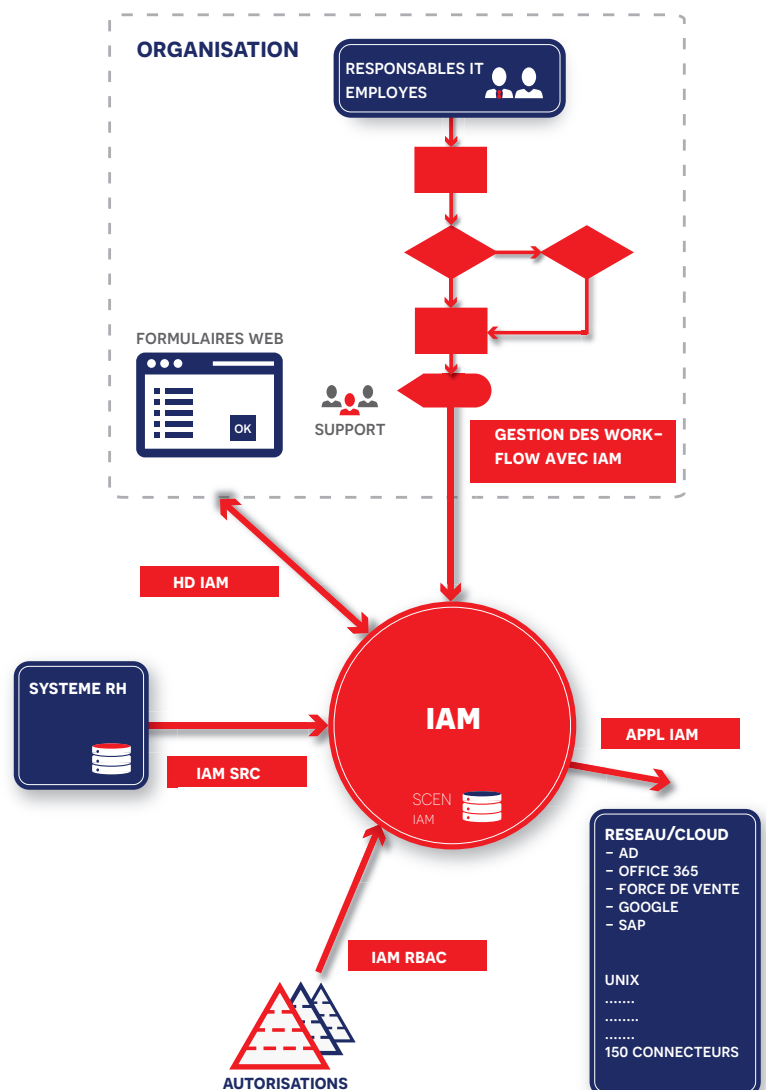 ORGANISATION
RESPONSABLES IT
EMPLOYES
FORMULAIRES WEB
OK
SUPPORT
GESTION DES WORK-
FLOW AVEC IAM
HD IAM
SYSTEME RH
IAM SRC
IAM
SCEN
IAM
APPL IAM
RESEAU/CLOUD
- AD
- OFFICE 365
- FORCE DE VENTE
- GOOGLE
- SAP
UNIX
.......
........
.......
150 CONNECTEURS
IAM RBAC
AUTORISATIONS